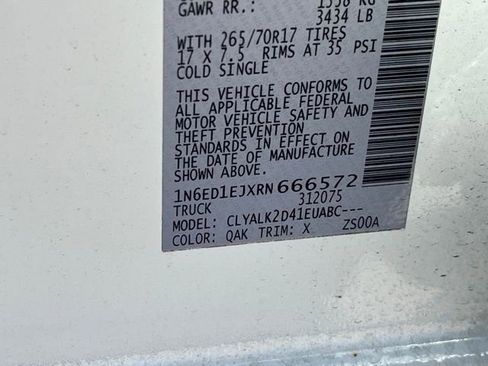 GAWR RR.: 1558 KG
3434 LB
WITH 265/70R17 TIRES
17 X 7.5 RIMS AT 35 PSI
COLD SINGLE
THIS VEHICLE CONFORMS TO
ALL APPLICABLE FEDERAL
MOTOR VEHICLE SAFETY AND
THEFT PREVENTION
STANDARDS IN EFFECT ON
THE DATE OF MANUFACTURE
1N6ED1EJXRN666572
TRUCK 312075
MODEL: CLYALK2D41EUABC---
COLOR: QAK TRIM: X ZS00A